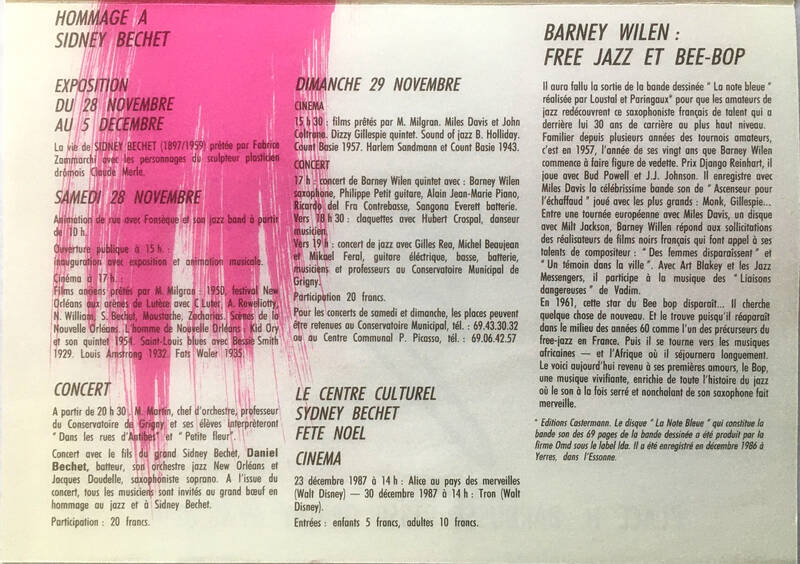 HOMMAGE A
SIDNEY BECHET
EXPOSITION
DU 28 NOVEMBRE
AU 5 DECEMBRE
La vie de SIDNEY BECHET (1897/1959) prêtée par Fabrice
Zammarchi avec les personnages du sculpteur plasticien
drômois Claude Merle.
SAMEDI 28 NOVEMBRE
Animation de rue avec Fonsèque et son jazz band à partir
de 10 h.
Ouverture publique à 15 h :
inauguration avec exposition et animation musicale.
Cinéma à 17 h :
Films anciens prêtés par M. Milgram : 1950, festival New
Orléans aux arènes de Lutèce avec C. Luter, A. Reweliotty,
N. William, S. Bechet, Moustache, Zacharias. Scènes de la
Nouvelle Orléans. L'homme de Nouvelle Orléans : Kid Ory
et son quintet 1954. Saint-Louis blues avec Bessie Smith
1929. Louis Amstrong 1932. Fats Waler 1935.
CONCERT
A partir de 20 h 30 : M. Martin, chef d'orchestre, professeur
du Conservatoire de Grigny et ses élèves interprèteront
" Dans les rues d'Antibes" et "Petite fleur".
Concert avec le fils du grand Sidney Bechet, Daniel
Bechet, batteur, son orchestre jazz New Orléans et
Jacques Doudelle, saxophoniste soprano. A l'issue du
concert, tous les musiciens sont invités au grand bœuf en
hommage au jazz et à Sidney Bechet.
Participation : 20 francs.
DIMANCHE 29 NOVEMBRE
CINEMA
15 h 30 : films prêtés par M. Milgran. Miles Davis et John
Coltrane. Dizzy Gillespie quintet. Sound of jazz B. Holliday.
Count Basie 1957. Harlem Sandmann et Count Basie 1943.
CONCERT
17 h : concert de Barney Wilen quintet avec : Barney Wilen
saxophone, Philippe Petit guitare, Alain Jean-Marie Piano,
Ricardo del Fra Contrebasse, Sangoma Everett batterie.
Vers 18 h 30 : claquettes avec Hubert Crospal, danseur
musicien.
Vers 19 h : concert de jazz avec Gilles Rea, Michel Beaujean
et Mikael Feral, guitare éléctrique, basse, batterie,
musiciens et professeurs au Conservatoire Municipal de
Grigny.
Participation 20 francs.
Pour les concerts de samedi et dimanche, les places peuvent
être retenues au Conservatoire Municipal, tél. : 69.43.30.32
ou au Centre Communal P. Picasso, tél. : 69.06.42.57
LE CENTRE CULTUREL
SYDNEY BECHET
FETE NOEL
CINEMA
23 décembre 1987 à 14 h : Alice au pays des merveilles
(Walt Disney) — 30 décembre 1987 à 14 h : Tron (Walt
Disney).
Entrées : enfants 5 francs, adultes 10 francs.
BARNEY WILEN :
FREE JAZZ ET BEE-BOP
Il aura fallu la sortie de la bande dessinée " La note bleue "
réalisée par Loustal et Paringaux* pour que les amateurs de
jazz redécouvrent ce saxophoniste français de talent qui a
derrière lui 30 ans de carrière au plus haut niveau.
Familier depuis plusieurs années des tournois amateurs,
c'est en 1957, l'année de ses vingt ans que Barney Wilen
commence à faire figure de vedette. Prix Django Reinhart, il
joue avec Bud Powell et J.J. Johnson. Il enregistre avec
Miles Davis la célébrissime bande son de " Ascenseur pour
l'échaffaud " joué avec les plus grands : Monk, Gillespie...
Entre une tournée européenne avec Miles Davis, un disque
avec Milt Jackson, Barney Wilen répond aux sollicitations
des réalisateurs de films noirs français qui font appel à ses
talents de compositeur : " Des femmes disparaissent " et
" Un témoin dans la ville ". Avec Art Blakey et les Jazz
Messengers, il participe à la musique des " Liaisons
dangereuses " de Vadim.
En 1961, cette star du Bee bop disparaît... Il cherche
quelque chose de nouveau. Et le trouve puisqu'il réapparaît
dans le milieu des années 60 comme l'un des précurseurs du
free-jazz en France. Puis il se tourne vers les musiques
africaines — et l'Afrique où il séjournera longuement.
Le voici aujourd'hui revenu à ses premières amours, le Bop,
une musique vivifiante, enrichie de toute l'histoire du jazz
où le son à la fois serré et nonchalant de son saxophone fait
merveille.
* Editions Castermann. Le disque " La Note Bleue " qui constitue la
bande son des 69 pages de la bande dessinée a été produit par la
firme Omd sous le label Ida. Il a été enregistré en décembre 1986 à
Yerres, dans l'Essonne.